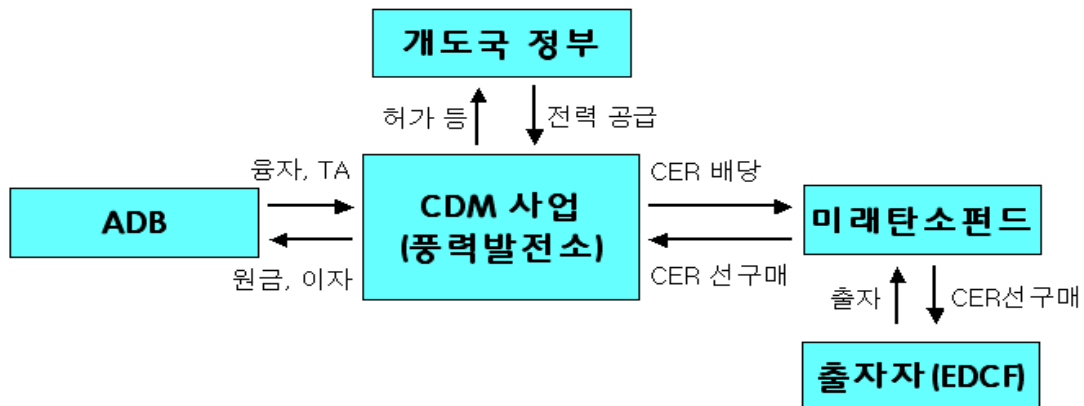 개도국 정부
허가 등
전력 공급
융자, TA
CER 배당
ADB
CDM 사업
(풍력발전소)
미래탄소펀드
원금, 이자
CER 선구매
출자
CER선구매
출자자(EDCF)